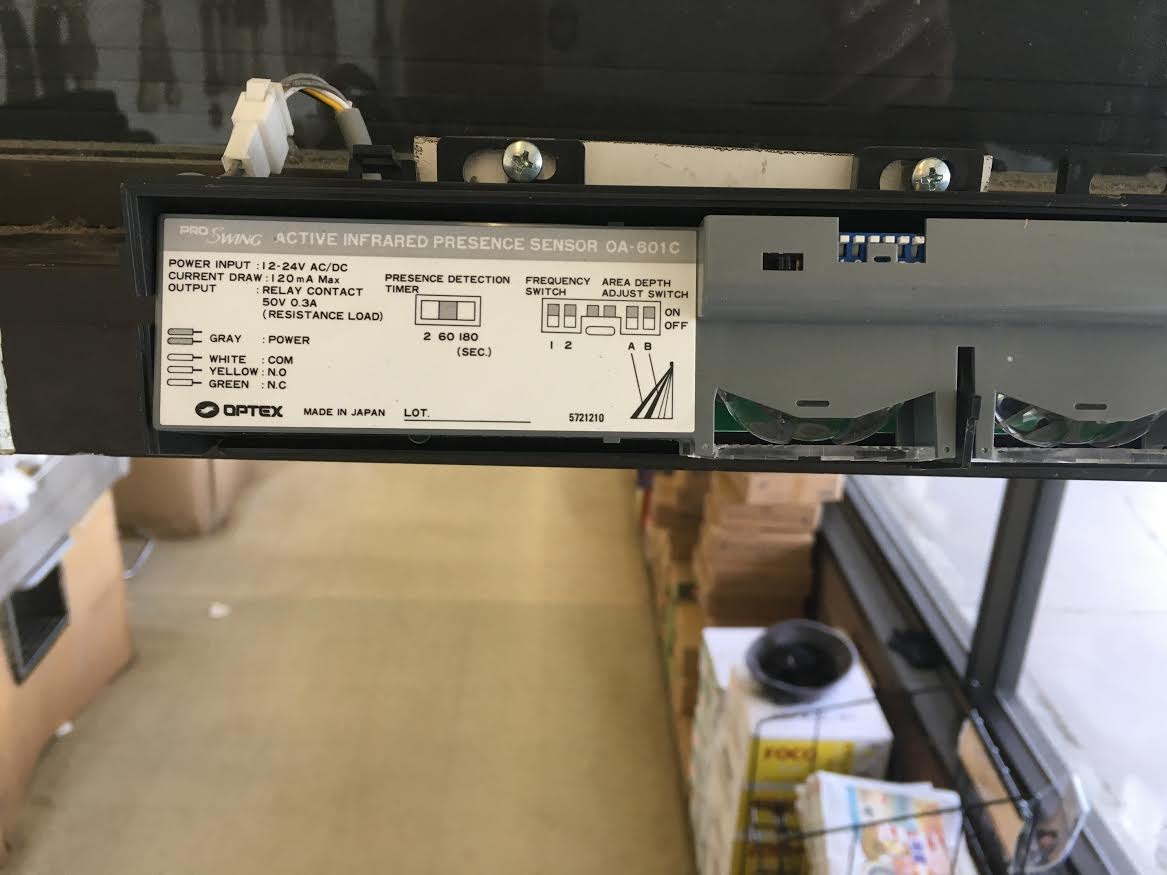 PRO SWING ACTIVE INFRARED PRESENCE SENSOR OA-601C
POWER INPUT : 12-24V AC/DC
CURRENT DRAW : 120mA Max
OUTPUT : RELAY CONTACT
50V 0.3A
(RESISTANCE LOAD)
GRAY : POWER
WHITE : COM
YELLOW : N.O
GREEN : N.C
PRESENCE DETECTION
TIMER
2 60 180
(SEC.)
FREQUENCY
SWITCH
AREA DEPTH
ADJUST SWITCH
ON
OFF
1 2
A B
OPTEX MADE IN JAPAN LOT. 5721210
FOCO